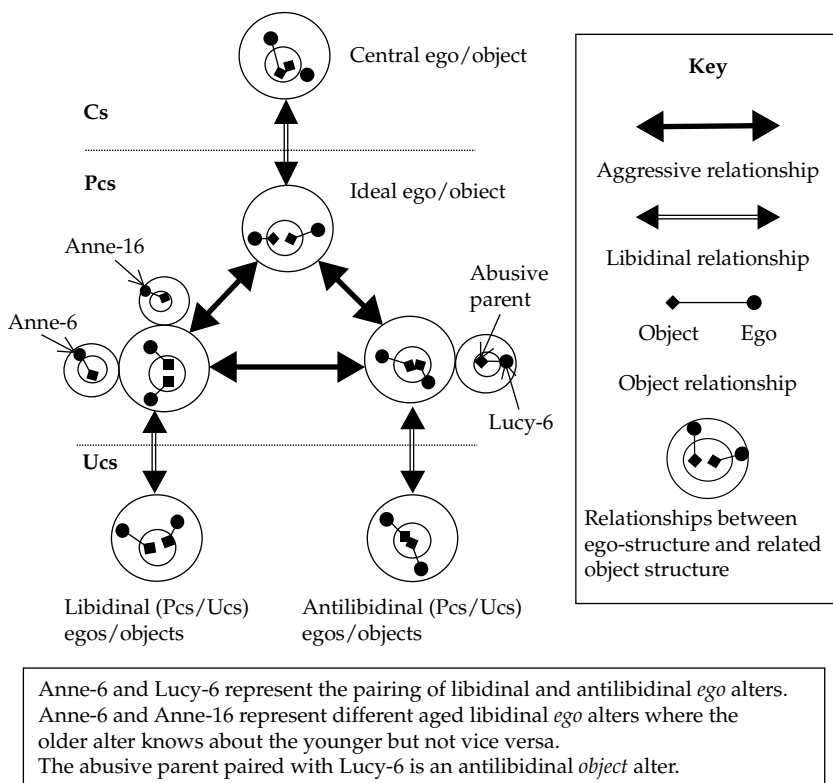 Central ego/object
Cs
Pcs
Ideal ego/obiect
Anne-16
Anne-6
Abusive
parent
Lucy-6
Ucs
Libidinal (Pcs/Ucs)
egos/objects
Antilibidinal (Pcs/Ucs)
egos/objects
Key
Aggressive relationship
Libidinal relationship
Object Ego
Object relationship
Relationships between
ego-structure and related
object structure
Anne-6 and Lucy-6 represent the pairing of libidinal and antilibidinal ego alters.
Anne-6 and Anne-16 represent different aged libidinal ego alters where the
older alter knows about the younger but not vice versa.
The abusive parent paired with Lucy-6 is an antilibidinal object alter.